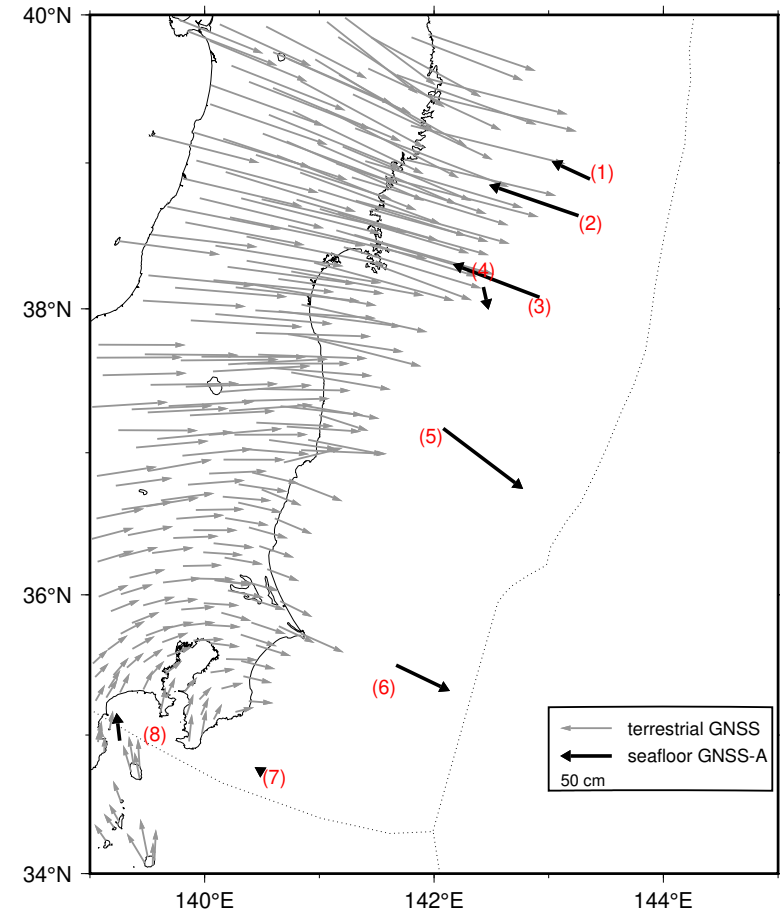 40°N
(1)
(2)
(4)
38°N
(3)
(5)
36°N
(6)
(8)
terrestrial GNSS
seafloor GNSS-A
(7)
50 cm
34°N
140°E 142°E 144°E